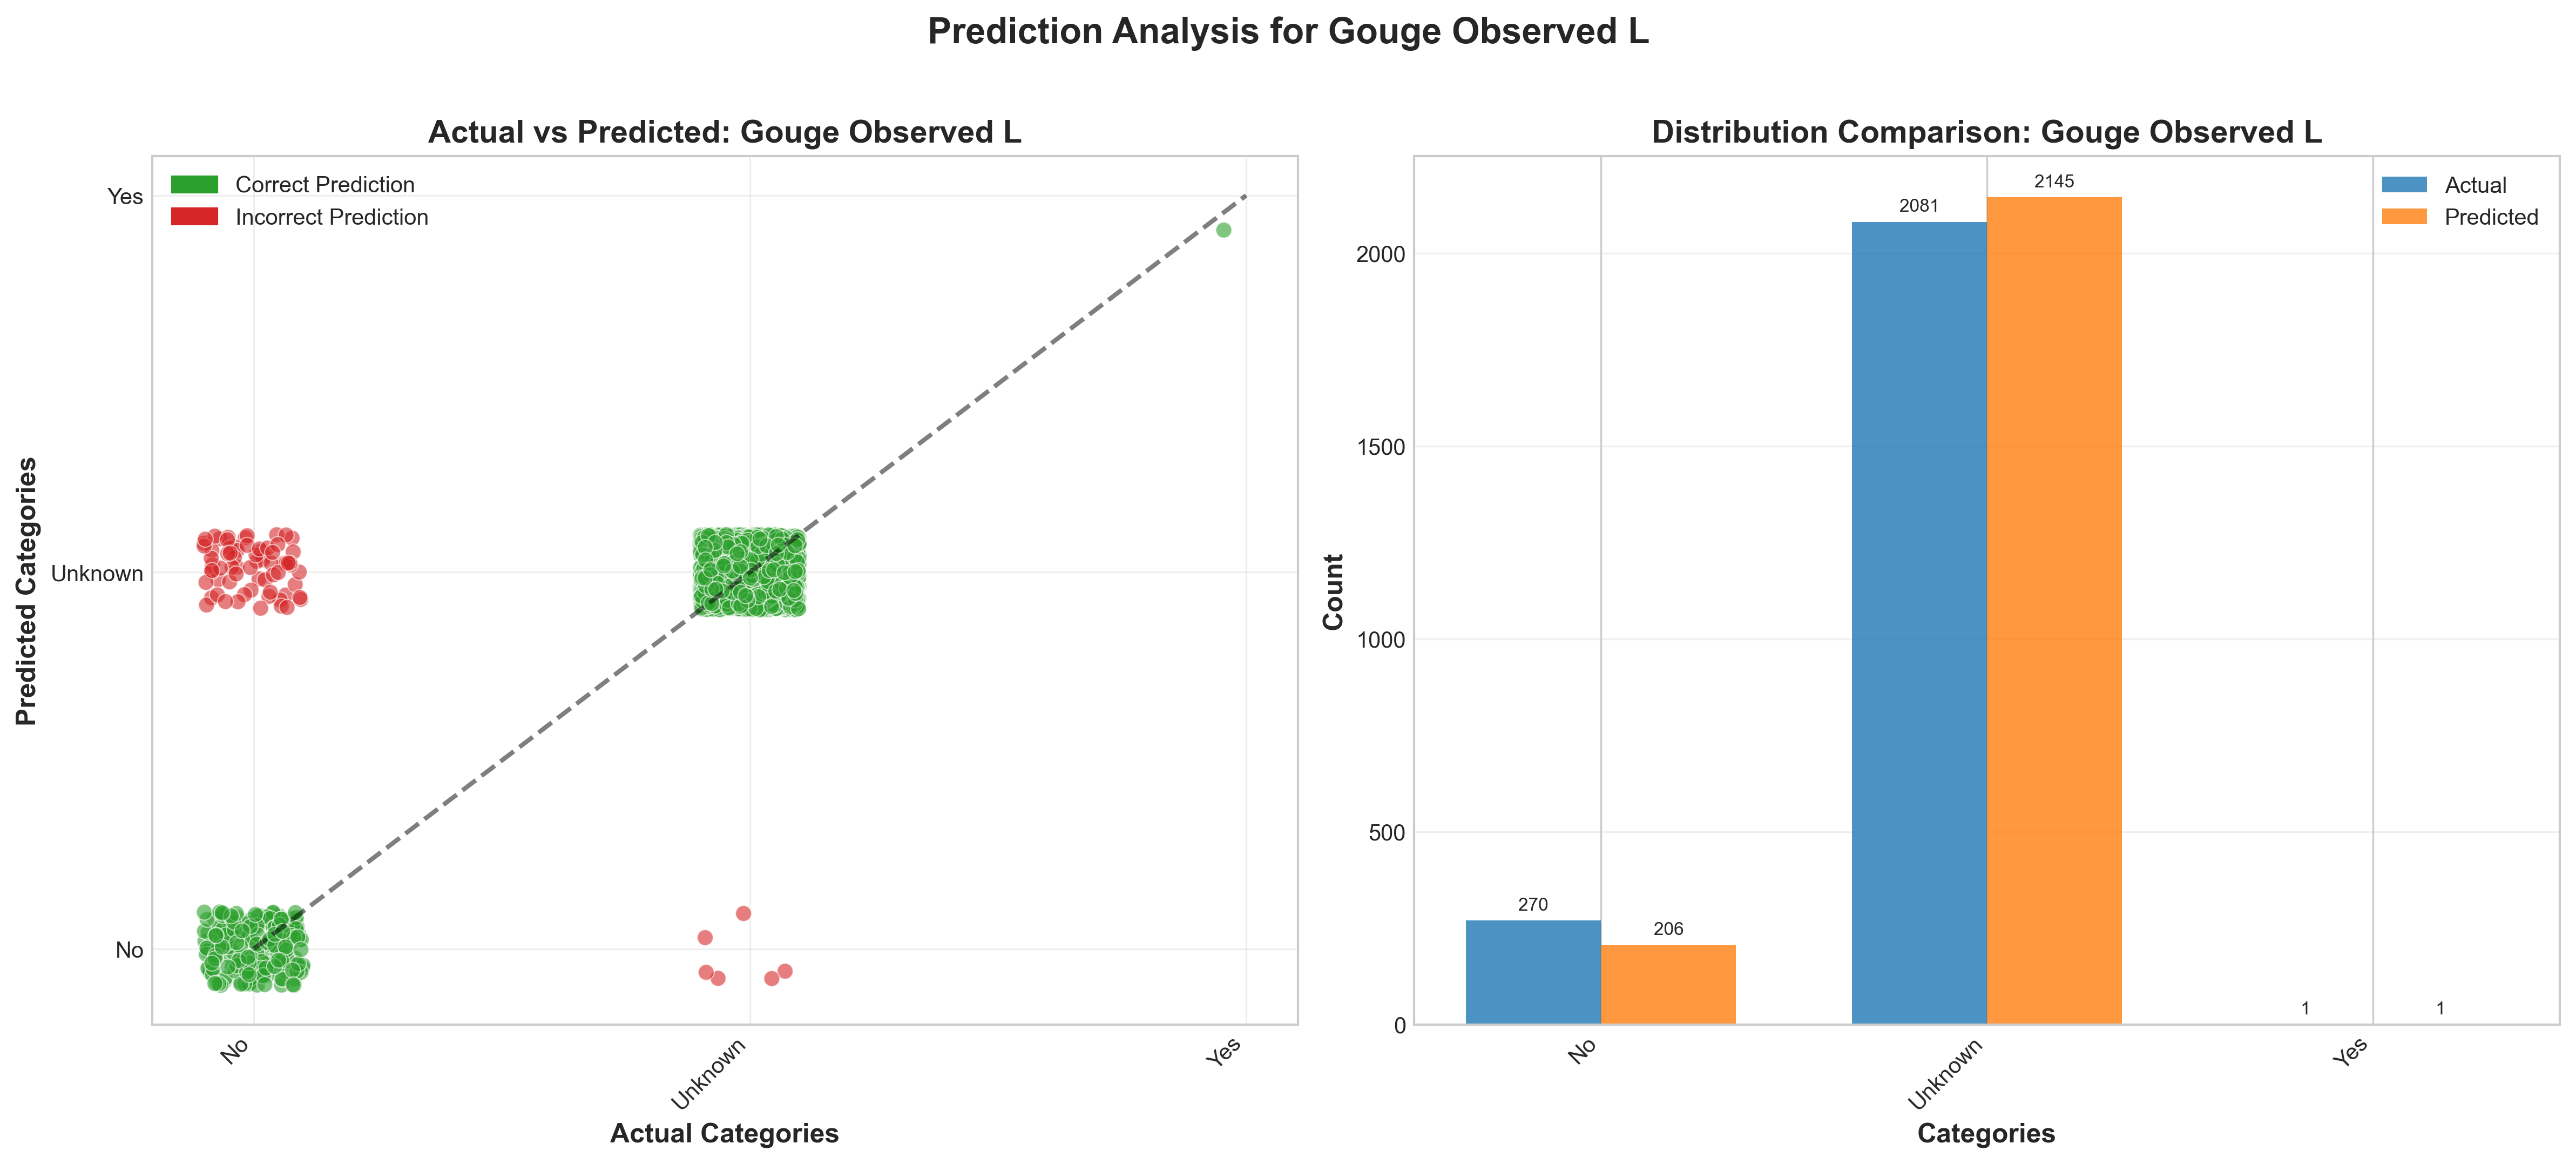 Prediction Analysis for Gouge Observed L
Actual vs Predicted: Gouge Observed L
Correct Prediction
Incorrect Prediction
Yes
Unknown
No
Predicted Categories
No
Unknown
Yes
Actual Categories
Distribution Comparison: Gouge Observed L
Actual
Predicted
2000
1500
1000
500
0
Count
270
206
2081
2145
1
1
No
Unknown
Yes
Categories